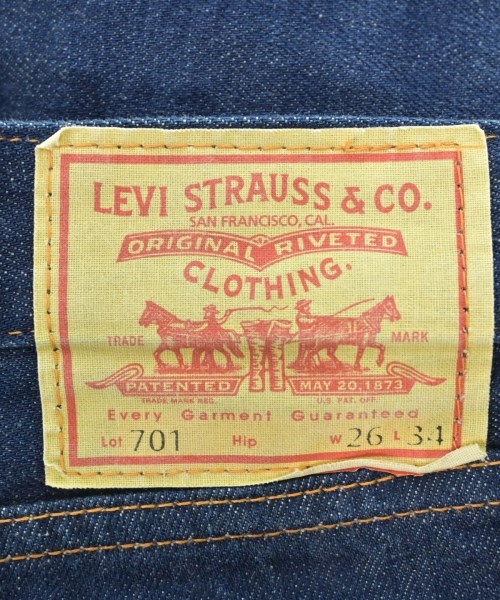 LEVI STRAUSS & CO.
SAN FRANCISCO, CAL.
ORIGINAL RIVETED
CLOTHING.
TRADE MARK
PATENTED MAY 20, 1873
TRADE MARK REG. U.S. PAT. OFF.
Every Garment Guaranteed
Lot 701 Hip W 26 L 34